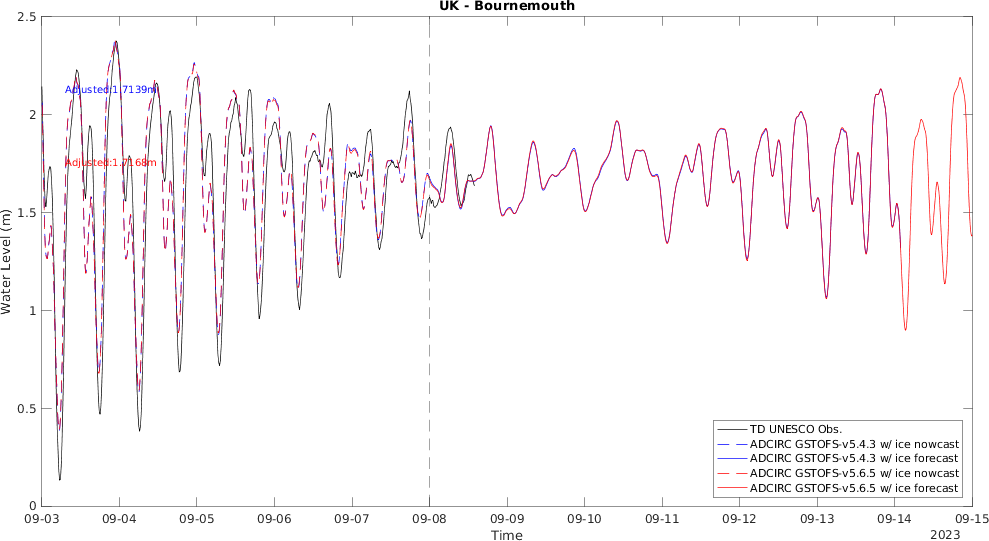 UK - Bournemouth
2.5
2
1.5
1
0.5
0
Water Level (m)
Adjusted:1.7139m
Adjusted:1.7168m
TD UNESCO Obs.
ADCIRC GSTOFS-v5.4.3 w/ ice nowcast
ADCIRC GSTOFS-v5.4.3 w/ ice forecast
ADCIRC GSTOFS-v5.6.5 w/ ice nowcast
ADCIRC GSTOFS-v5.6.5 w/ ice forecast
09-03 09-04 09-05 09-06 09-07 09-08 09-09 09-10 09-11 09-12 09-13 09-14 09-15
Time
2023